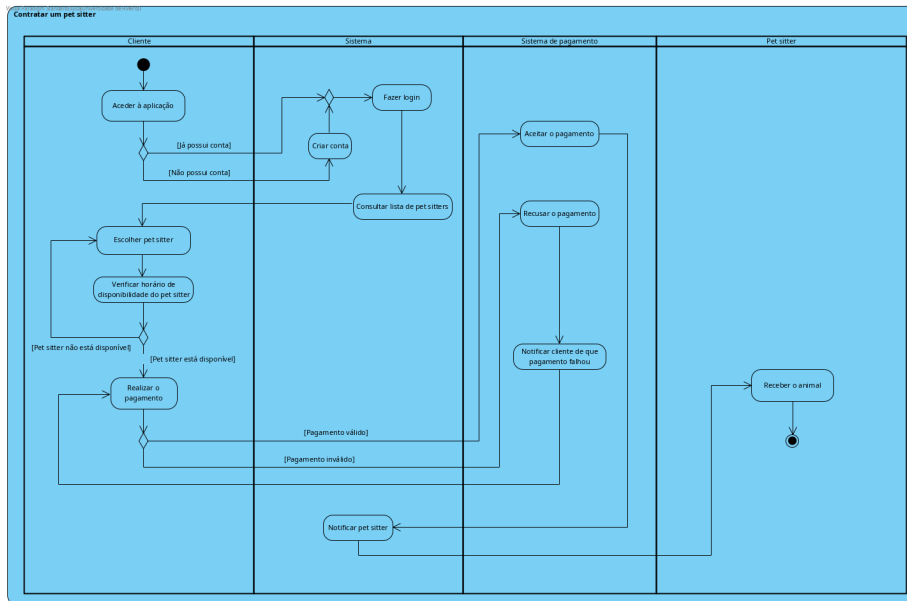 Contratar um pet sitter
Cliente
Sistema
Sistema de pagamento
Pet sitter
Aceder à aplicação
Fazer login
[Já possui conta]
Criar conta
Aceitar o pagamento
[Não possui conta]
Consultar lista de pet sitters
Recusar o pagamento
Escolher pet sitter
Verificar horário de
disponibilidade do pet sitter
[Pet sitter não está disponível]
[Pet sitter está disponível]
Notificar cliente de que
pagamento falhou
Realizar o
pagamento
Receber o animal
[Pagamento válido]
[Pagamento inválido]
Notificar pet sitter